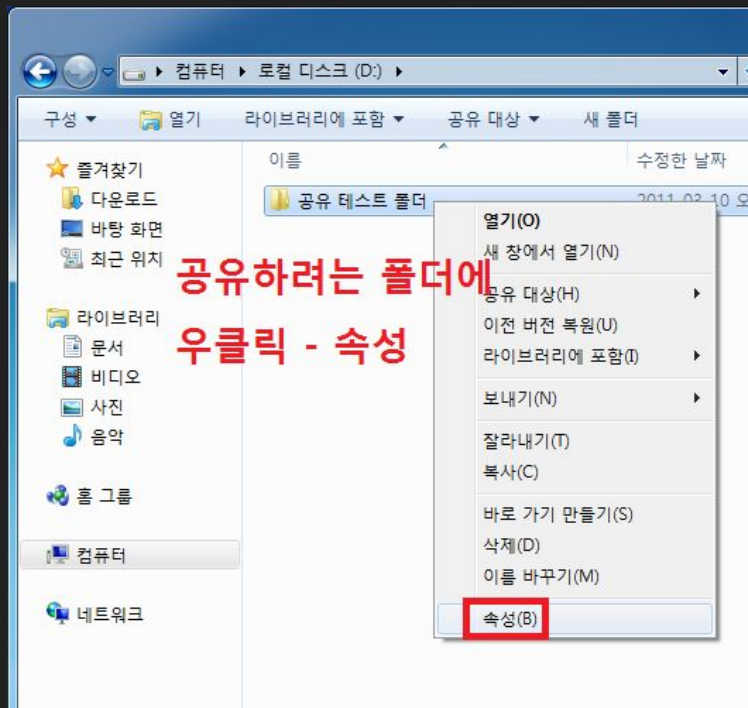 컴퓨터 ▶ 로컬 디스크 (D:) ▶
구성 열기 라이브러리에 포함 공유 대상 새 폴더
이름 수정한 날짜
즐겨찾기
다운로드
바탕 화면
최근 위치
라이브러리
문서
비디오
사진
음악
홈 그룹
컴퓨터
네트워크
공유 테스트 폴더 2011-03-10 오
공유하려는 폴더에
우클릭 - 속성
열기(O)
새 창에서 열기(N)
공유 대상(H)
이전 버전 복원(U)
라이브러리에 포함(I)
보내기(N)
잘라내기(T)
복사(C)
바로 가기 만들기(S)
삭제(D)
이름 바꾸기(M)
속성(B)